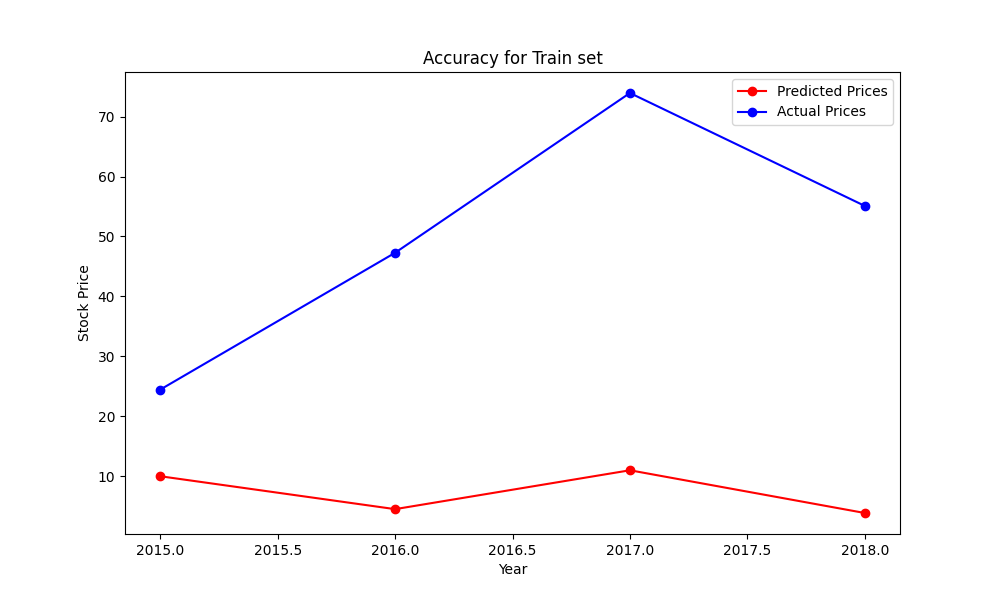 Accuracy for Train set
Predicted Prices
Actual Prices
70
60
50
40
30
20
10
Stock Price
2015.0 2015.5 2016.0 2016.5 2017.0 2017.5 2018.0
Year